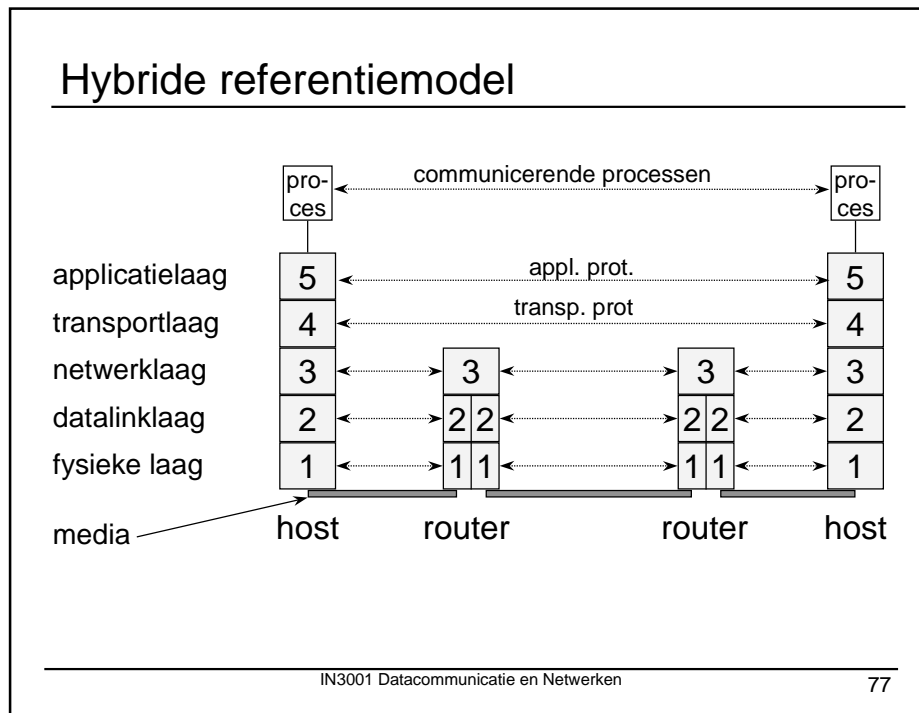 Hybride referentiemodel
pro-
ces
communicerende processen
pro-
ces
applicatielaag 5 appl. prot. 5
transportlaag 4 transp. prot 4
netwerklaag 3 3 3 3
datalinklaag 2 2 2 2 2 2
fysieke laag 1 1 1 1 1 1
media
host router router host
IN3001 Datacommunicatie en Netwerken 77